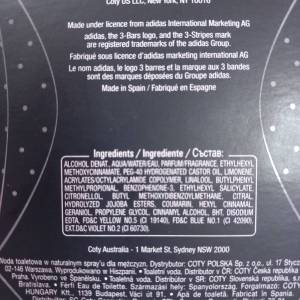 Coty US LLC, New York, NY 10016
Made under licence from adidas International Marketing AG
adidas, the 3-Bars logo, and the 3-Stripes mark
are registered trademarks of the adidas Group.
Fabriqué sous licence d'adidas international Marketing AG
Le nom adidas, le logo 3 barres et la marque aux 3 bandes
sont des marques déposées du Groupe adidas.
Made in Spain / Fabriqué en Espagne
Ingredients / Ingrediente / Състав:
ALCOHOL DENAT., AQUA/WATER/EAU, PARFUM/FRAGRANCE, ETHYLHEXYL
METHOXYCINNAMATE, PEG-40 HYDROGENATED CASTOR OIL, LIMONENE,
ACRYLATES/OCTYLACRYLAMIDE COPOLYMER, LINALOOL, BUTYLPHENYL
METHYLPROPIONAL, BENZOPHENONE-3, ETHYLHEXYL SALICYLATE,
CITRONELLOL, BUTYL METHOXYDIBENZOYLMETHANE, CITRAL,
HYDROLYZED JOJOBA ESTERS, COUMARIN, HEXYL CINNAMAL,
GERANIOL, PROPYLENE GLYCOL, CINNAMYL ALCOHOL, BHT, DISODIUM
EDTA, FD&C YELLOW NO.5 (CI 19140), FD&C BLUE NO.1 (CI 42090),
EXT.D&C VIOLET NO.2 (CI 60730).
Coty Australia - 1 Market St, Sydney NSW 2000
Woda toaletowa w naturalnym spray'u dla mężczyzn. Dystrybutor: COTY POLSKA Sp. z o.o., ul.
02-146 Warszawa. Wyprodukowano w Hiszpanii. Toaletní voda. Distributor v ČR: COTY Česká republika
Praha. Vyrobeno ve Španělsku. Toaletná voda. Distribútor v SR: COTY Slovenská republika, s
Bratislava. Férfi Eau de Toilette. Származási hely: Spanyolország. Forgalmazó: COTY
HUNGARY Kft., 1139 Budapest, Váci út 91. Apă de toaletă. Fabricat în Spania.